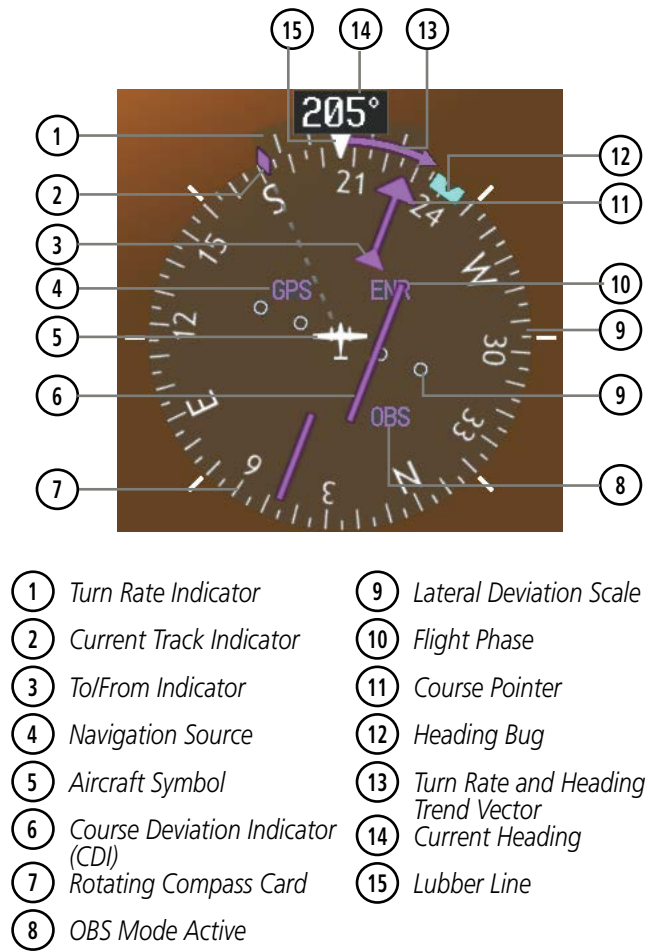 15 14 13
205°
1
12
2
21
24
S
11
3
15
W
4
GPS
ENR
10
5
12
30
9
6
E
33
9
OBS
7
6
3
N
8
1 Turn Rate Indicator
2 Current Track Indicator
3 To/From Indicator
4 Navigation Source
5 Aircraft Symbol
6 Course Deviation Indicator
(CDI)
7 Rotating Compass Card
8 OBS Mode Active
9 Lateral Deviation Scale
10 Flight Phase
11 Course Pointer
12 Heading Bug
13 Turn Rate and Heading
Trend Vector
14 Current Heading
15 Lubber Line